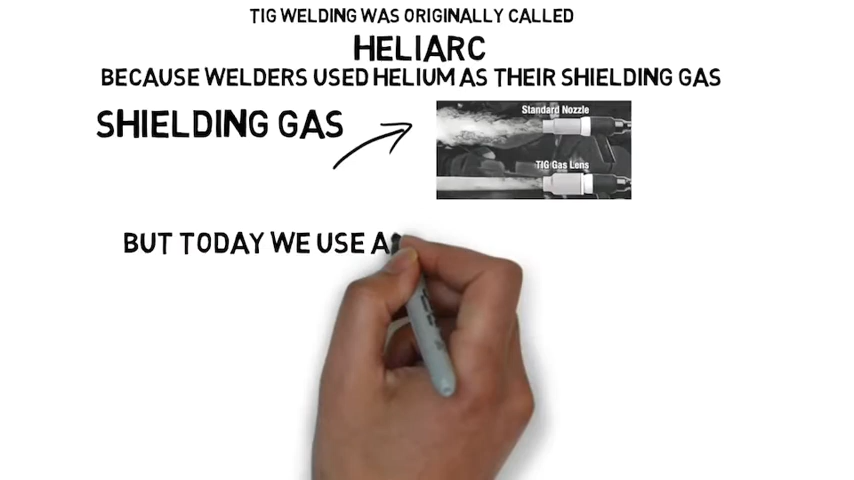 TIG WELDING WAS ORIGINALLY CALLED
HELIARC
BECAUSE WELDERS USED HELIUM AS THEIR SHIELDING GAS
SHIELDING GAS
Standard Nozzle
TIG Gas Lens
BUT TODAY WE USE A